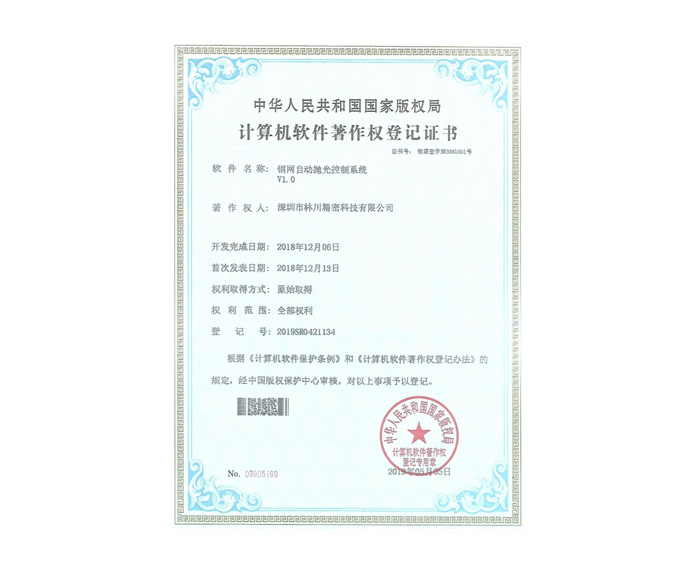 中华人民共和国国家版权局
计算机软件著作权登记证书
证书号： 软著登字第3841891号
软件名称： 钢网自动抛光控制系统
V1.0
著作权人： 深圳市林川精密科技有限公司
开发完成日期： 2018年12月06日
首次发表日期： 2018年12月13日
权利取得方式： 原始取得
权利范围： 全部权利
登记号： 2019SR0421134
根据《计算机软件保护条例》和《计算机软件著作权登记办法》的
规定，经中国版权保护中心审核，对以上事项予以登记。
中华人民共和国国家版权局
计算机软件著作权
登记专用章
No. 03905160
2019年05月05日